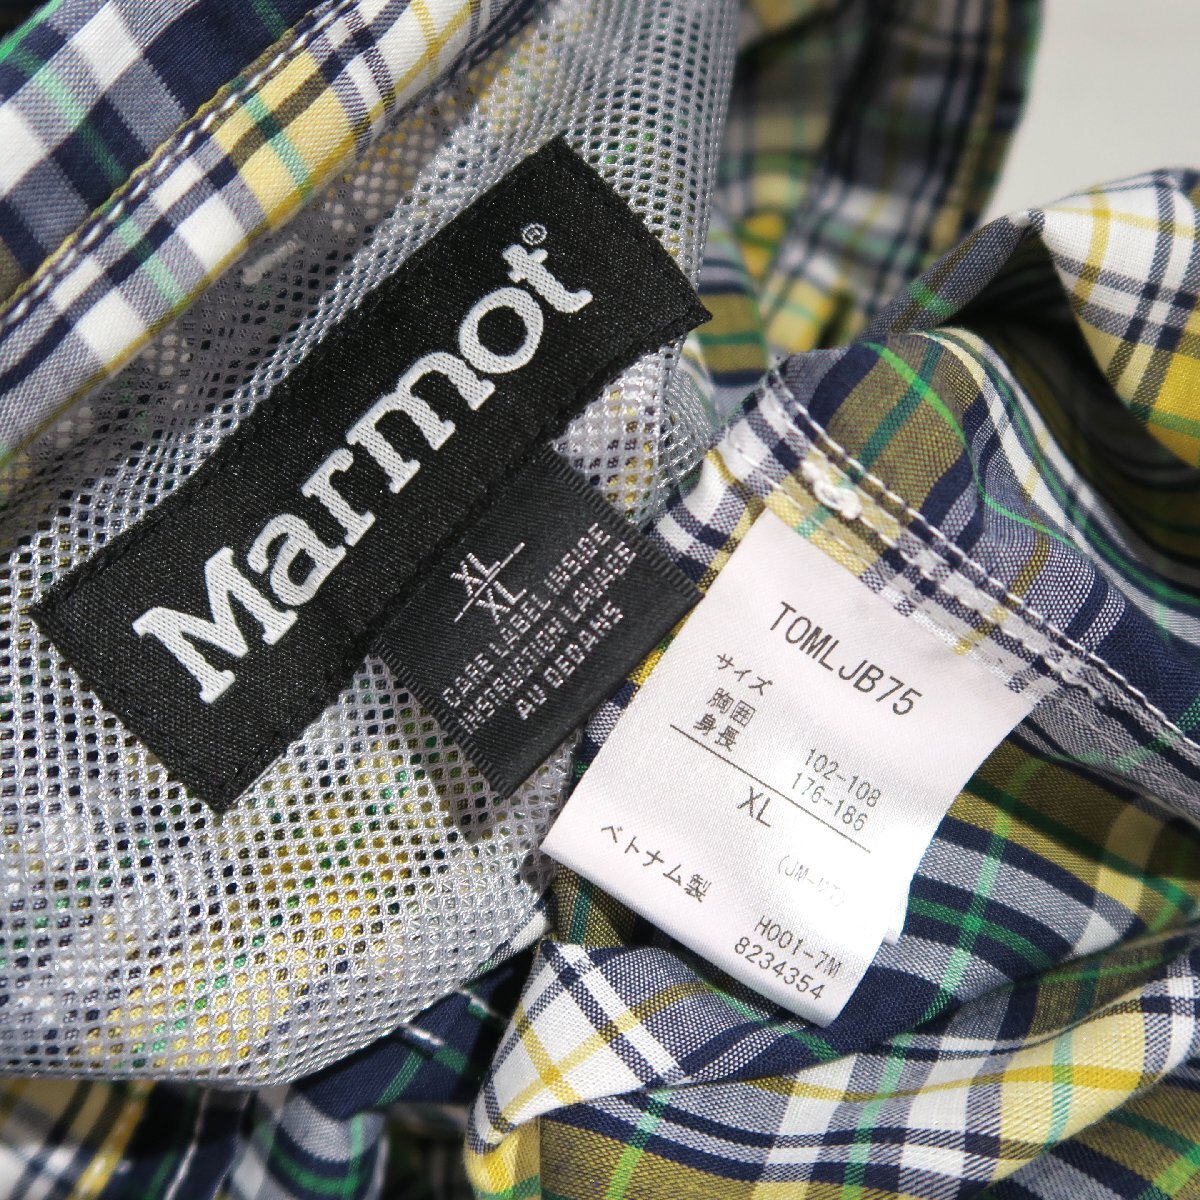 Marmot®
XL
XL
CARE LABEL INSIDE
INSTRUCTION LAVAGE
AU DEDANS
TOMLJB75
サイズ
胸囲 102-108
身長 176-186
XL
ベトナム製
H001-7M
8234354